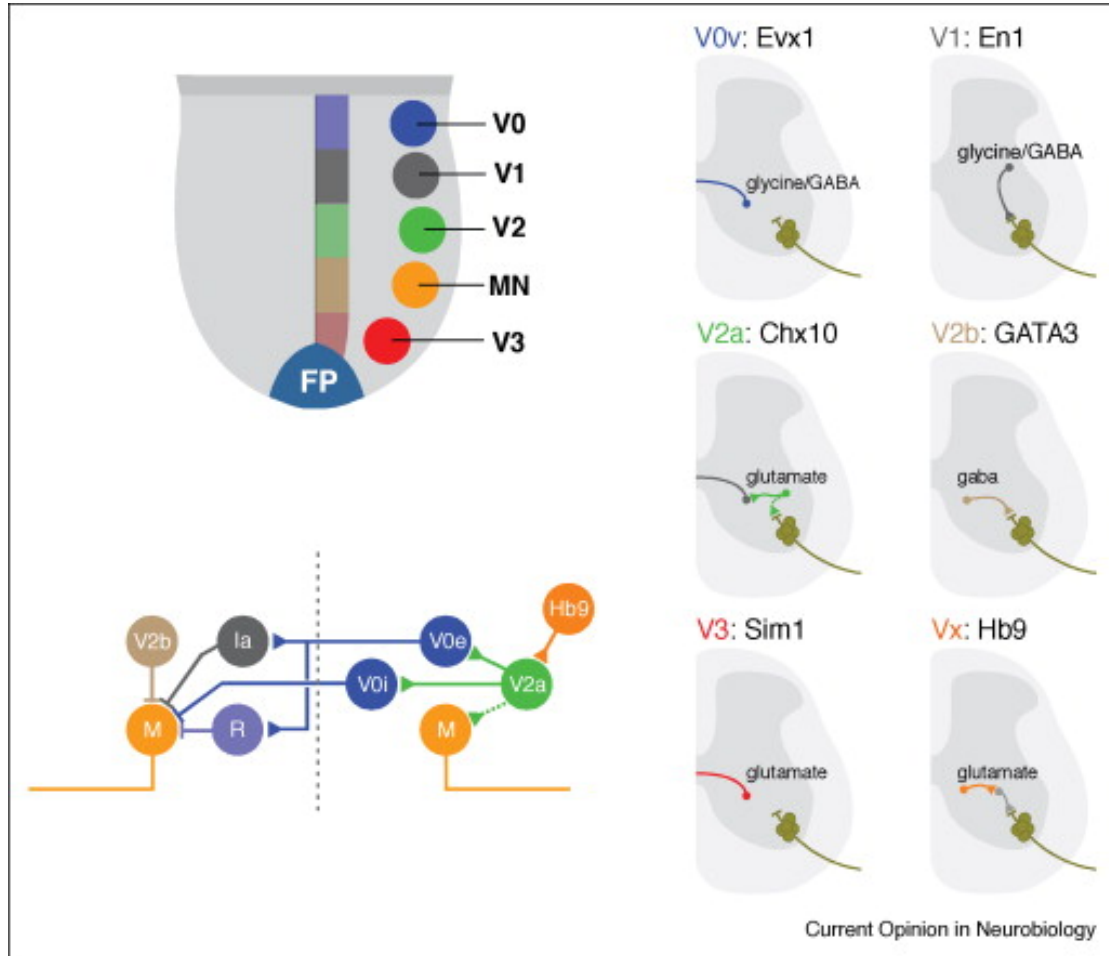 V0
V1
V2
MN
V3
FP
V2b
Ia
V0e
Hb9
V0i
V2a
M
R
M
V0v: Evx1
glycine/GABA
V1: En1
glycine/GABA
V2a: Chx10
glutamate
V2b: GATA3
gaba
V3: Sim1
glutamate
Vx: Hb9
glutamate
Current Opinion in Neurobiology